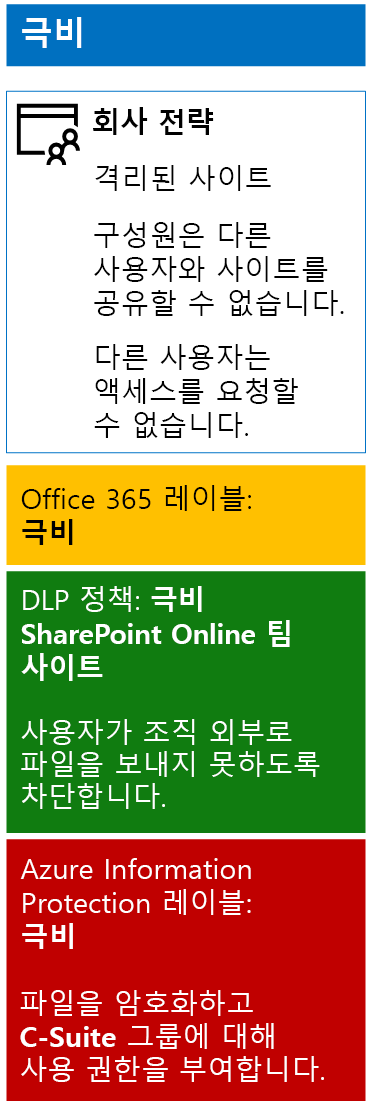 극비
회사 전략
격리된 사이트
구성원은 다른
사용자와 사이트를
공유할 수 없습니다.
다른 사용자는
액세스를 요청할
수 없습니다.
Office 365 레이블:
극비
DLP 정책: 극비
SharePoint Online 팀
사이트
사용자가 조직 외부로
파일을 보내지 못하도록
차단합니다.
Azure Information
Protection 레이블:
극비
파일을 암호화하고
C-Suite 그룹에 대해
사용 권한을 부여합니다.